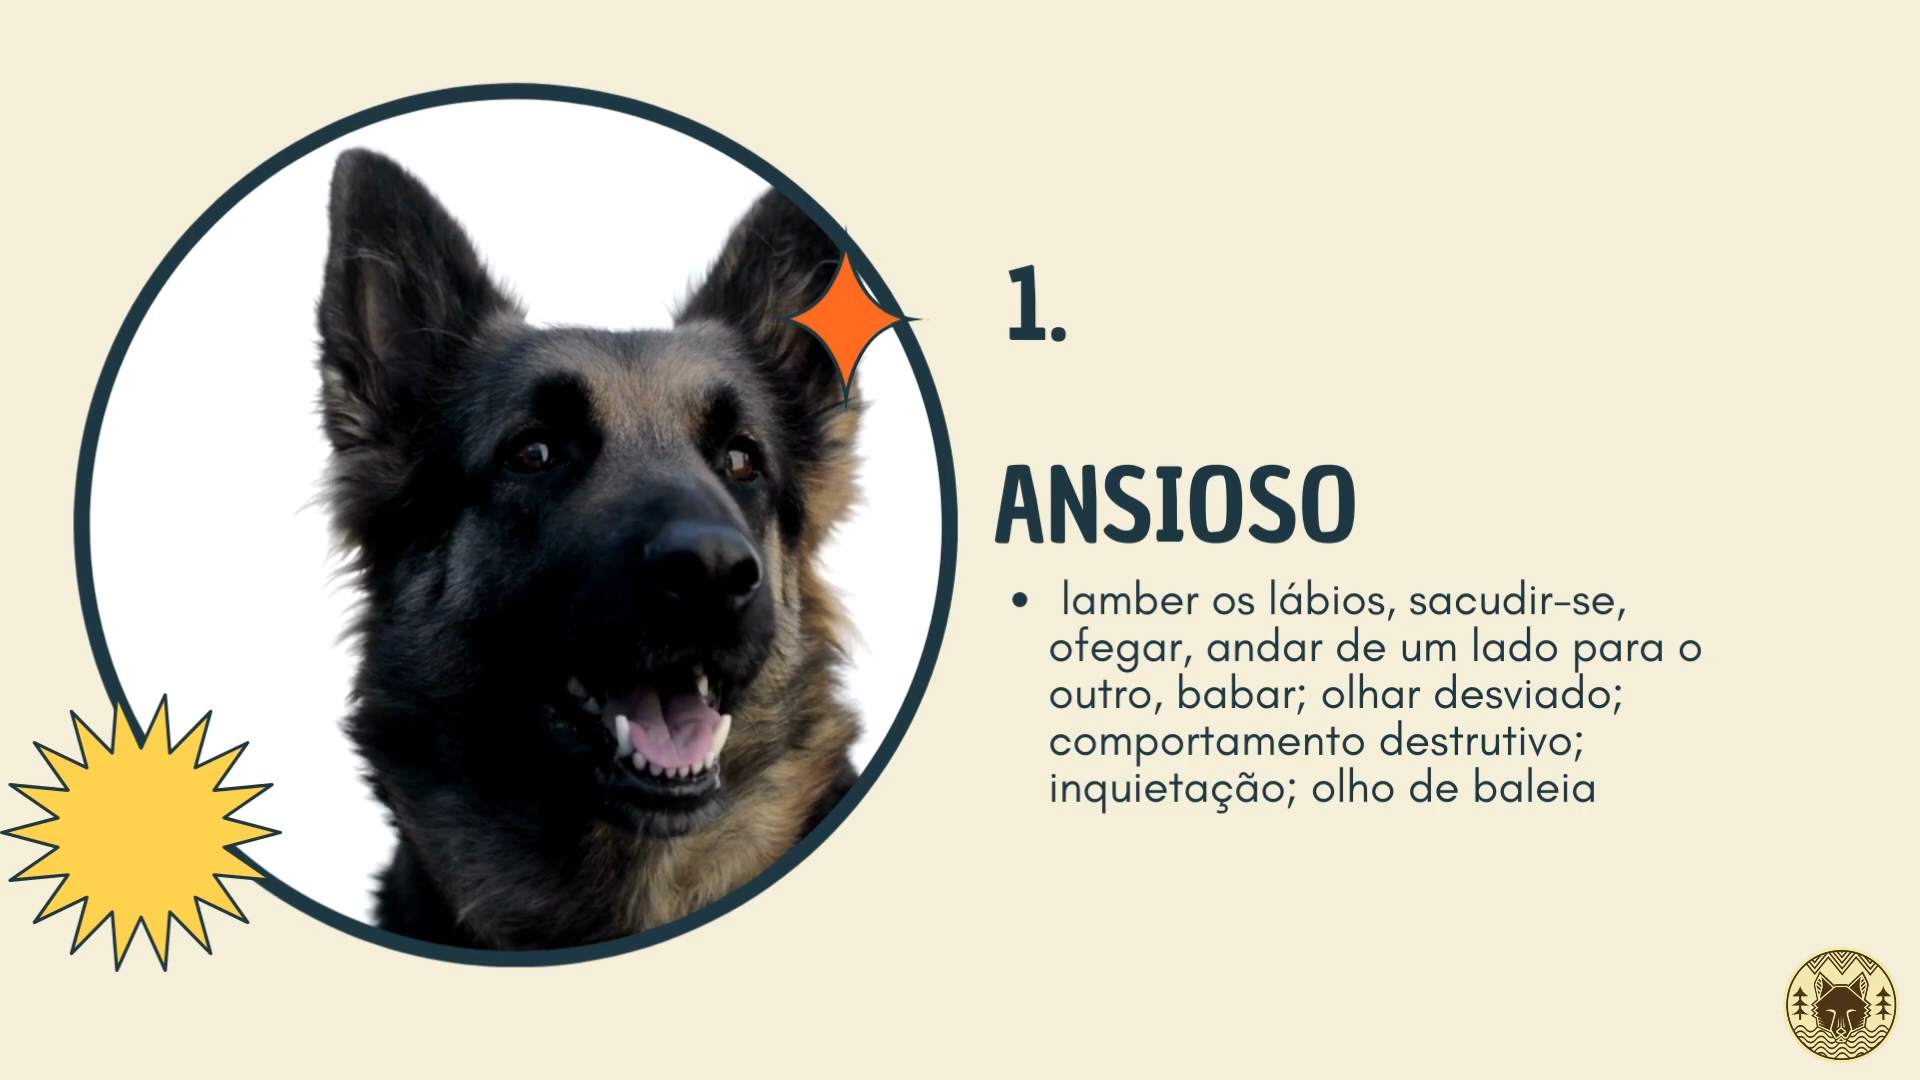 1.
ANSIOSO
• lamber os lábios, sacudir-se,
ofegar, andar de um lado para o
outro, babar; olhar desviado;
comportamento destrutivo;
inquietação; olho de baleia